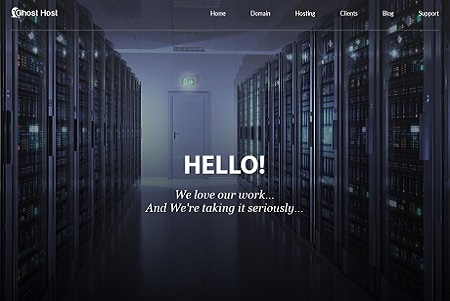 Ghost Host
Home Domain Hosting Clients Blog Support
HELLO!
We love our work...
And We're taking it seriously...